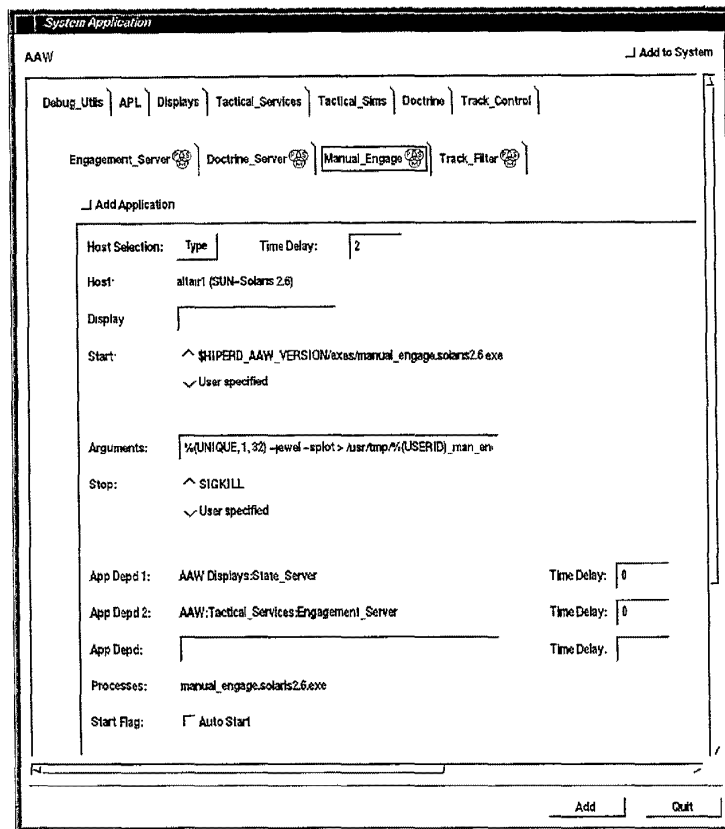 System Application
AAW Add to System
Debug_Utils APL Displays Tactical_Services Tactical_Sims Doctrine Track_Control
Engagement_Server Doctrine_Server Manual_Engage Track_Filter
Add Application
Host Selection: Type Time Delay: 2
Host: altair1 (SUN-Solaris 2.6)
Display
Start: $HIPERD_AAW_VERSION/exes/manual_engage.solaris2.6.exe
User specified
Arguments: %(UNIQUE,1,32) -jewel -splot > /usr/tmp/%(USERID)_man_en
Stop: SIGKILL
User specified
App Depd 1: AAW Displays:State_Server Time Delay: 0
App Depd 2: AAW:Tactical_Services:Engagement_Server Time Delay: 0
App Depd: Time Delay.
Processes: manual_engage.solaris2.6.exe
Start Flag: Auto Start
Add Quit